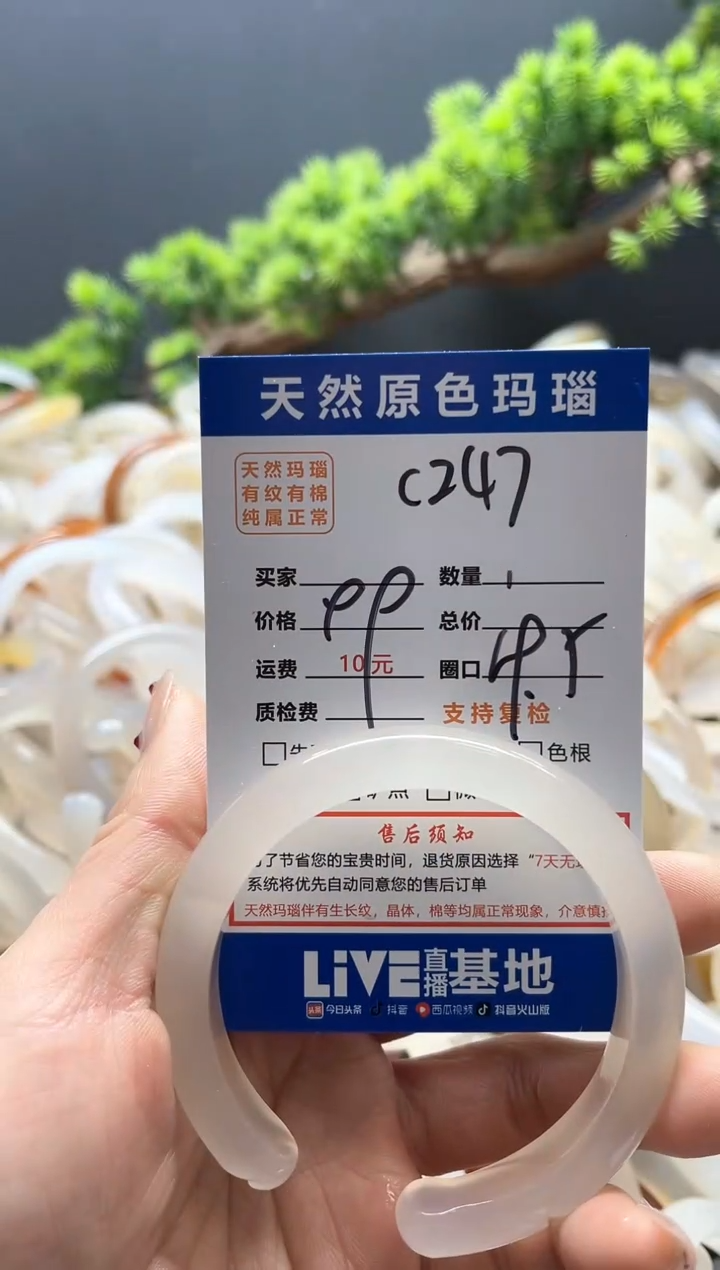 天然原色玛瑙
天然玛瑙
有纹有棉
纯属正常
C247
买家 数量 1
价格 99 总价
运费 10元 圈口
质检费 支持复检
色根
售后须知
了节省您的宝贵时间，退货原因选择“7天无
系统将优先自动同意您的售后订单
天然玛瑙伴有生长纹，晶体，棉等均属正常现象，介意慎
LiVE直播基地
头条 今日头条 抖音 西瓜视频 抖音火山版